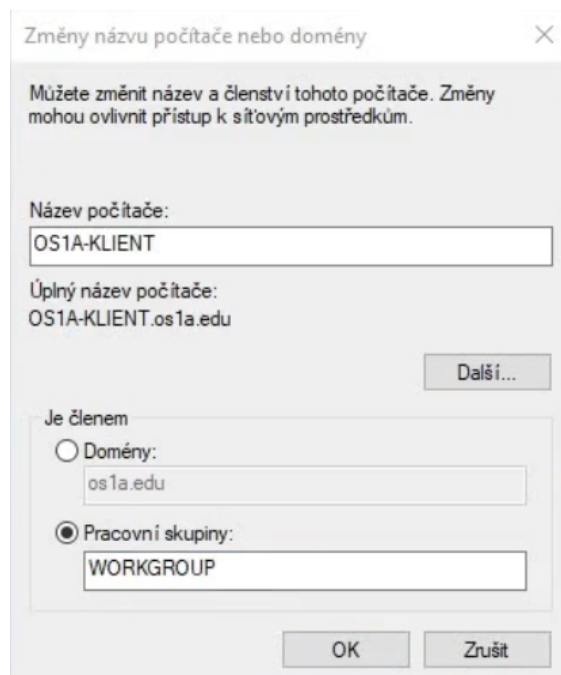 Změny názvu počítače nebo domény
Můžete změnit název a členství tohoto počítače. Změny
mohou ovlivnit přístup k síťovým prostředkům.
Název počítače:
OS1A-KLIENT
Úplný název počítače:
OS1A-KLIENT.os1a.edu
Další...
Je členem
Domény:
os1a.edu
Pracovní skupiny:
WORKGROUP
OK
Zrušit